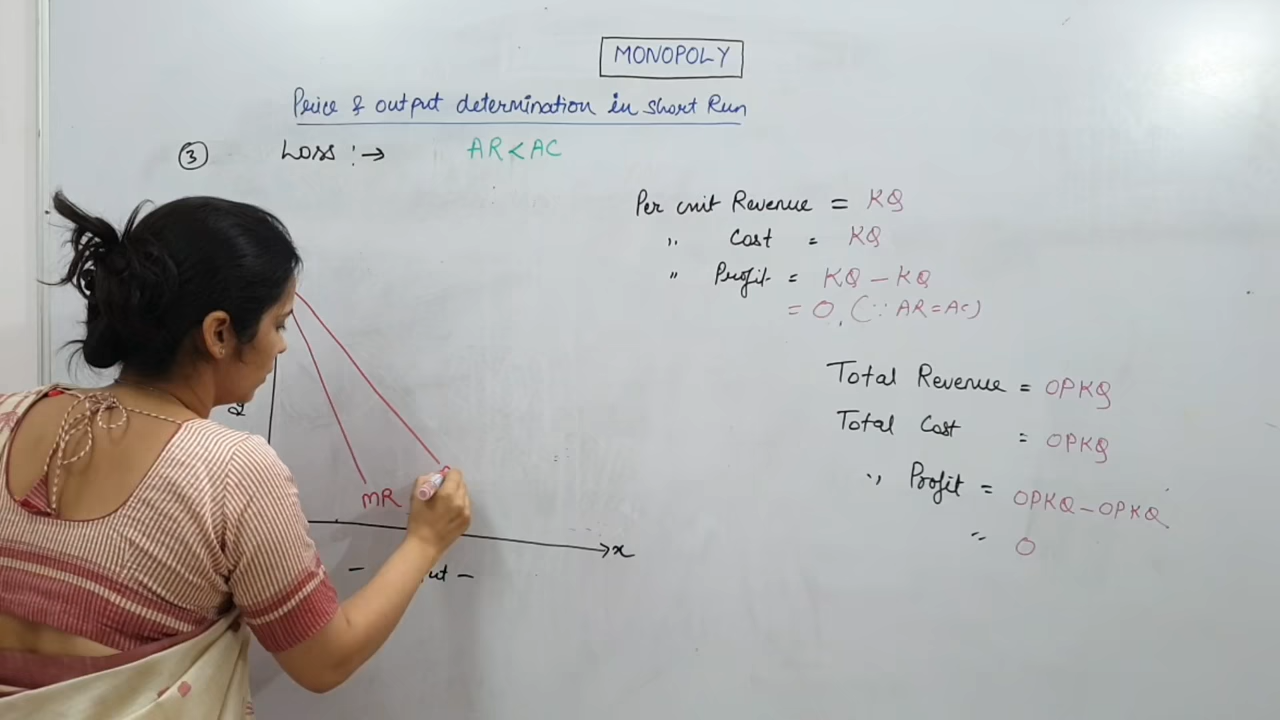 MONOPOLY
Price & output determination in short Run
③ Loss :→ AR < AC
Per unit Revenue = KQ
,, Cost = KQ
" Profit = KQ - KQ
= 0, (∵ AR = AC)
Total Revenue = OPKQ
Total Cost = OPKQ
,, Profit = OPKQ - OPKQ
" 0
MR
x